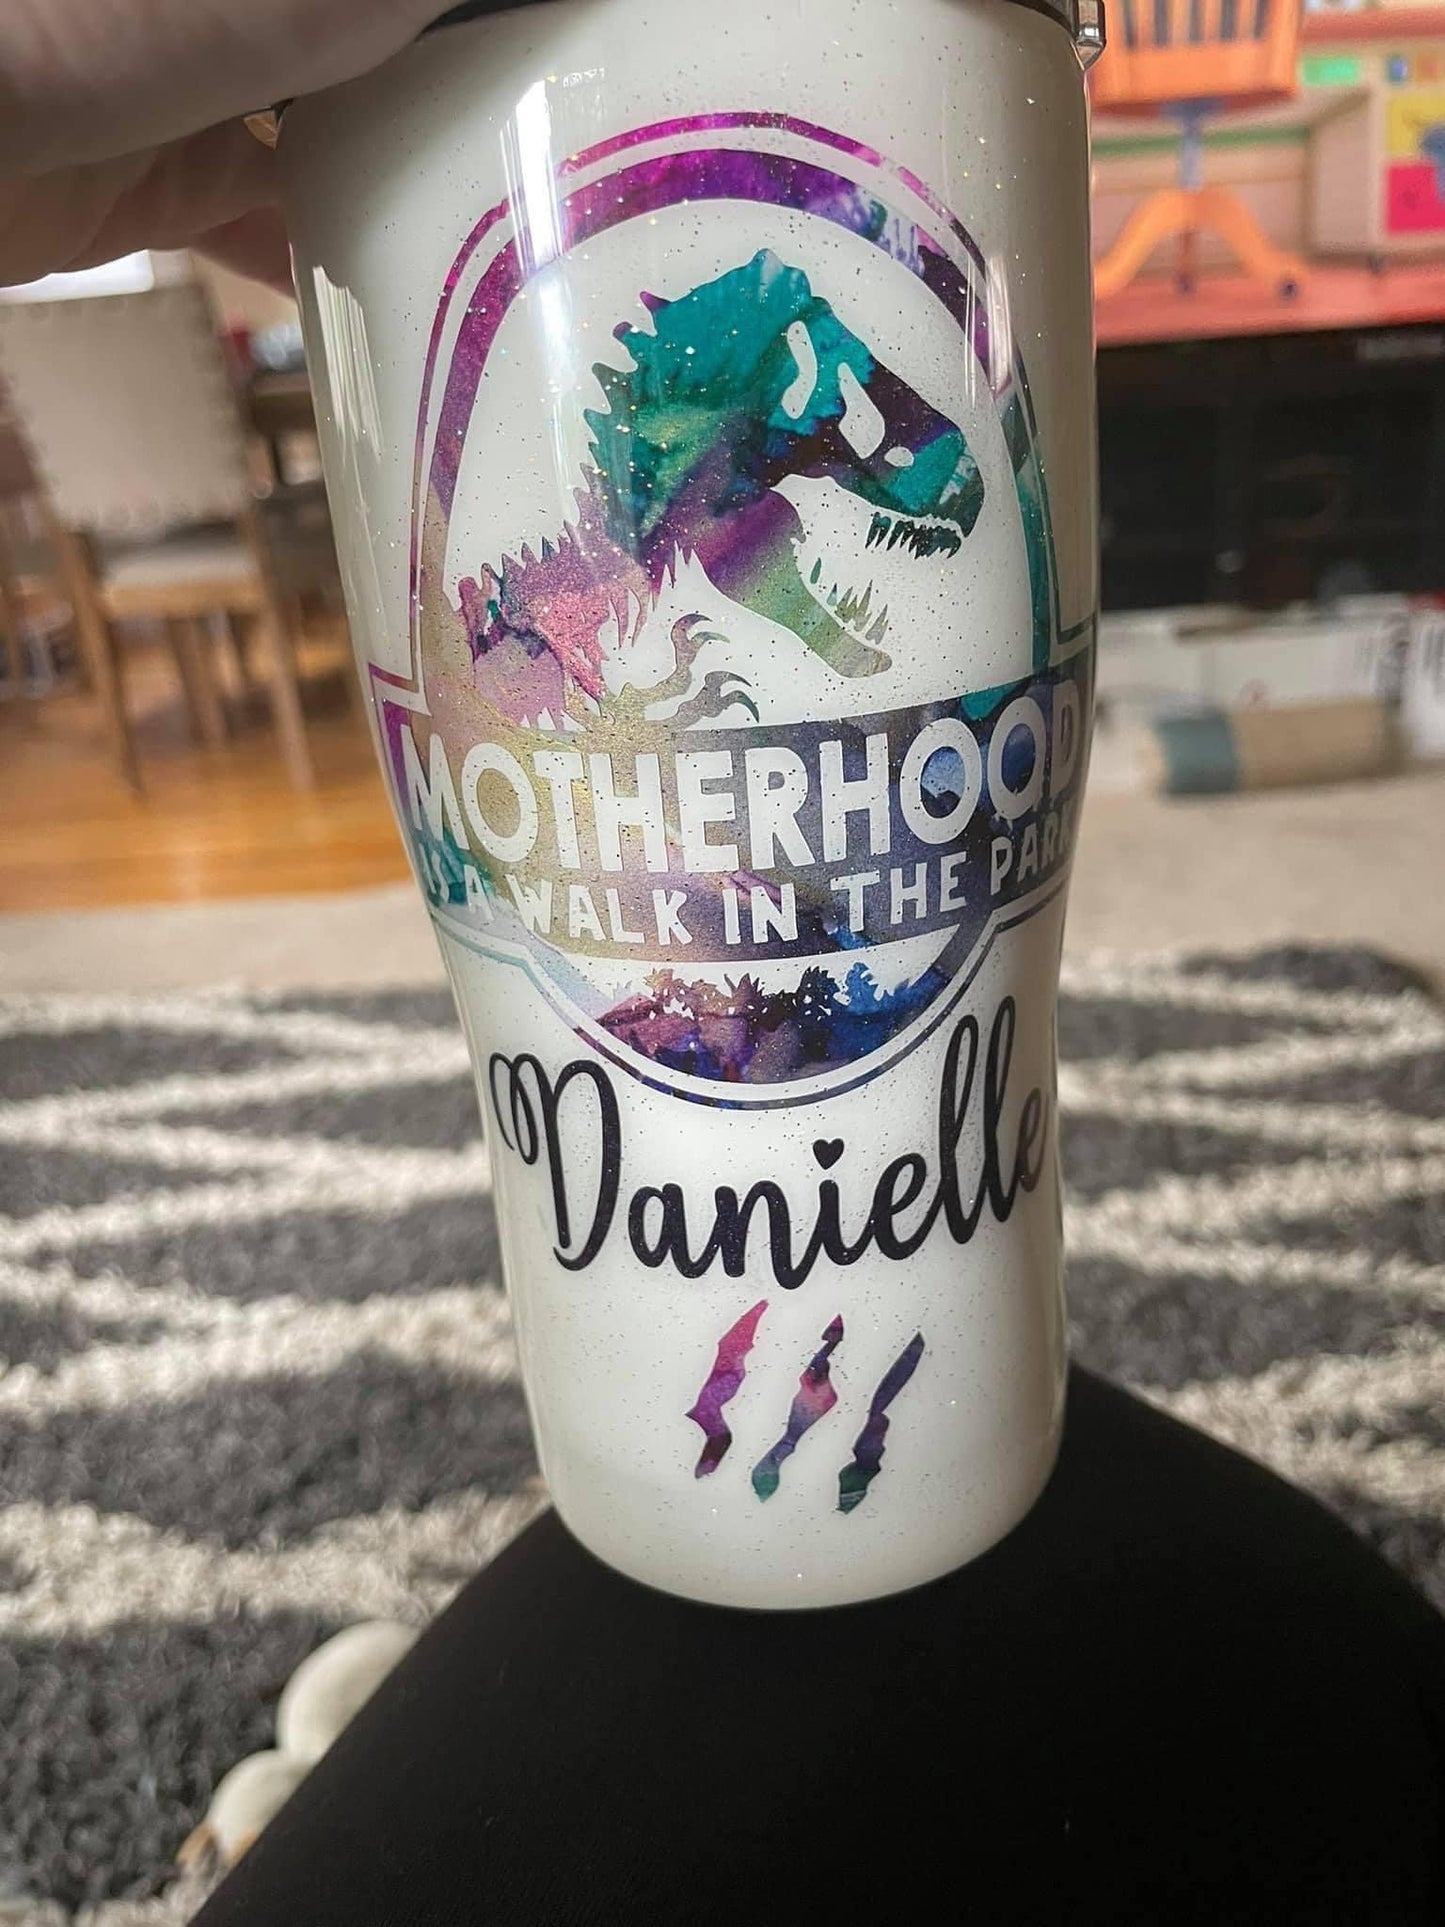 MOTHERHOOD
IS A WALK IN THE PARK
Danielle